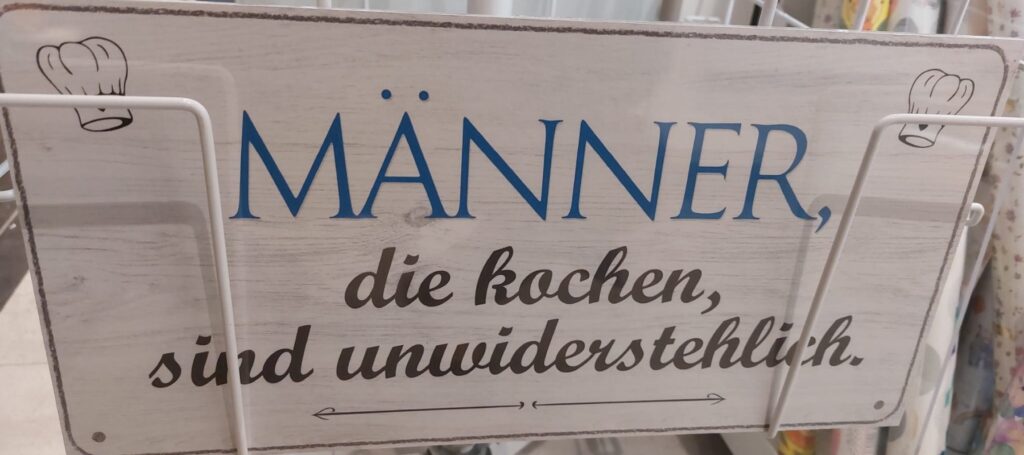 MÄNNER,
die kochen,
sind unwiderstehlich.